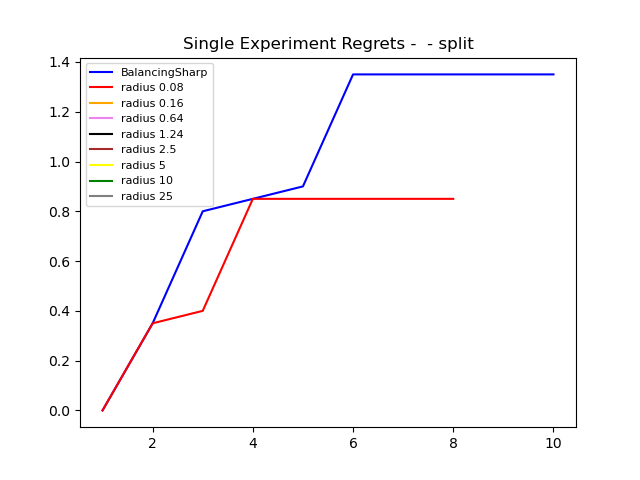 Single Experiment Regrets -  - split
1.4
1.2
1.0
0.8
0.6
0.4
0.2
0.0
BalancingSharp
radius 0.08
radius 0.16
radius 0.64
radius 1.24
radius 2.5
radius 5
radius 10
radius 25
2 4 6 8 10